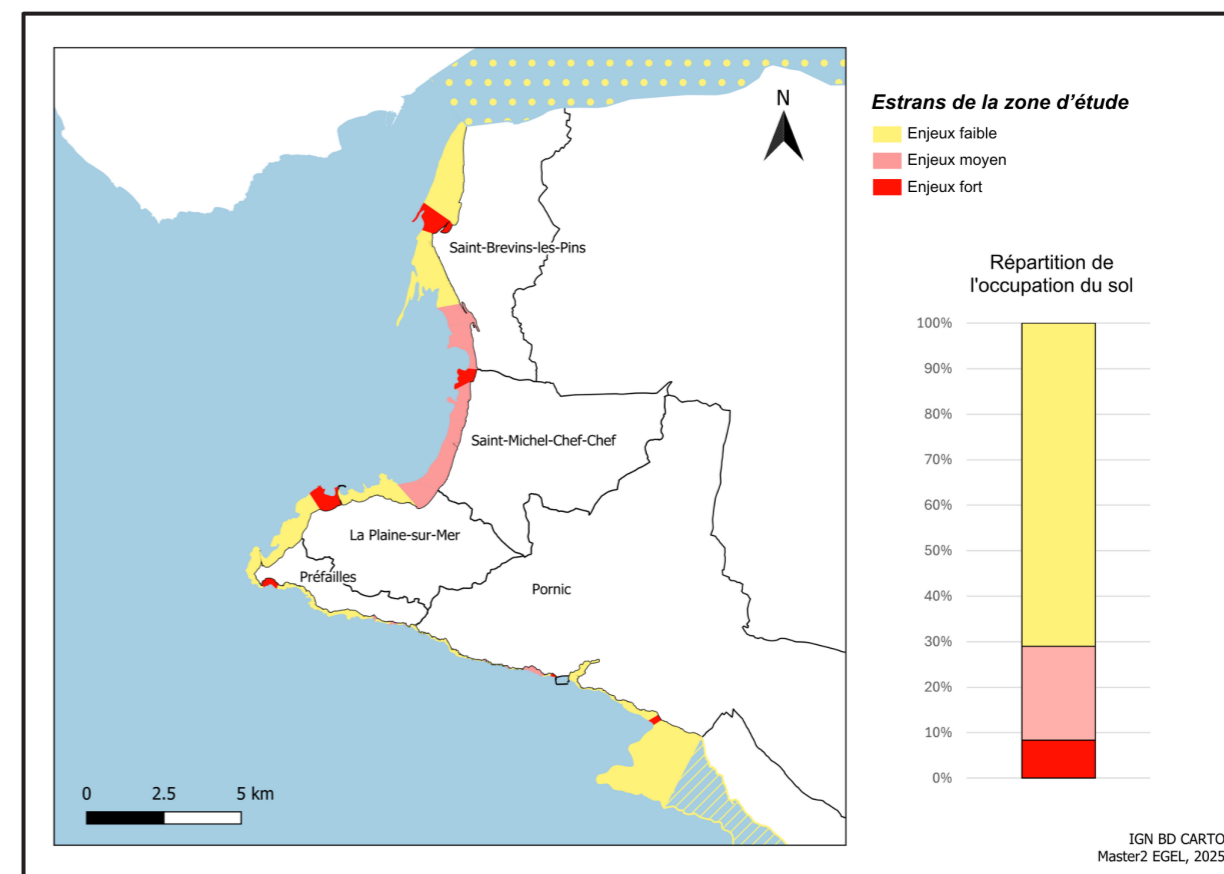 N
Saint-Brevins-les-Pins
Saint-Michel-Chef-Chef
La Plaine-sur-Mer
Préfailles
Pornic
0 2.5 5 km
Estrans de la zone d'étude
Enjeux faible
Enjeux moyen
Enjeux fort
Répartition de
l'occupation du sol
100%
90%
80%
70%
60%
50%
40%
30%
20%
10%
0%
IGN BD CARTO
Master2 EGEL, 2025